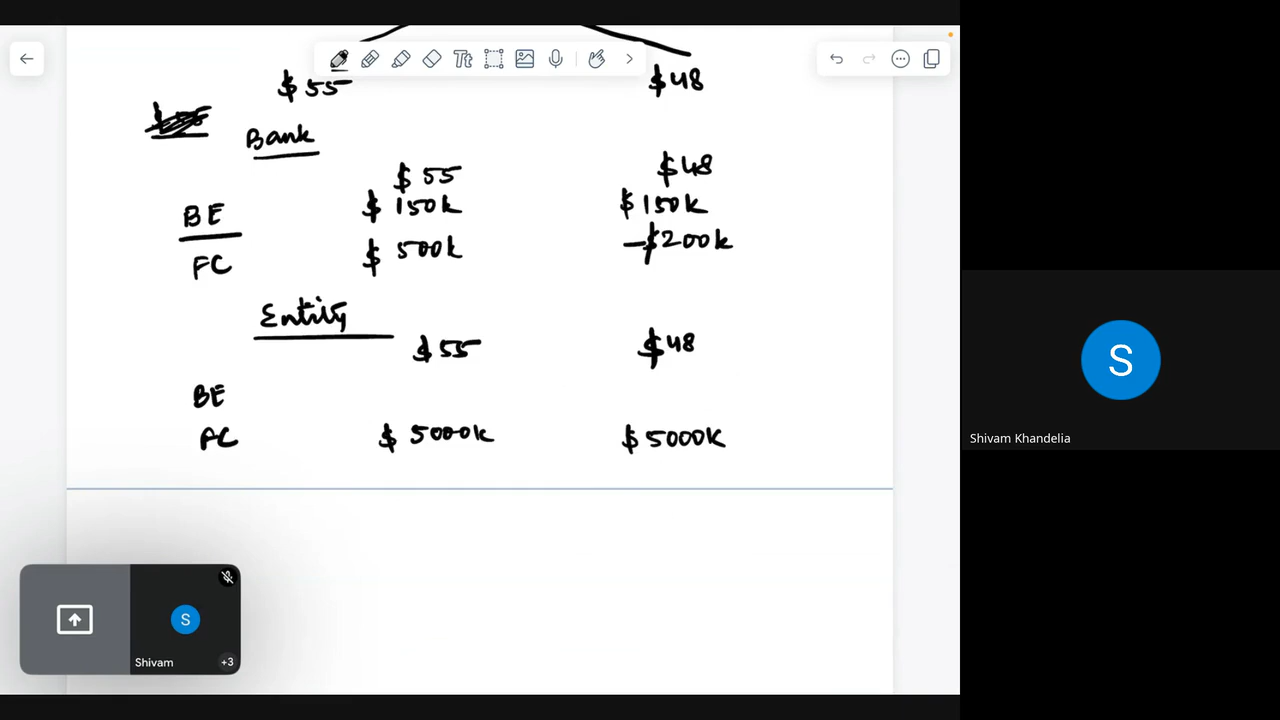 Tt
$ 55 $ 48
Bank
$ 55 $ 48
BE $ 150k $ 150k
FC $ 500k -$200k
Entity
$ 55 $ 48
BE
FC $ 5000k $ 5000k
S
Shivam Khandelia
S
Shivam +3